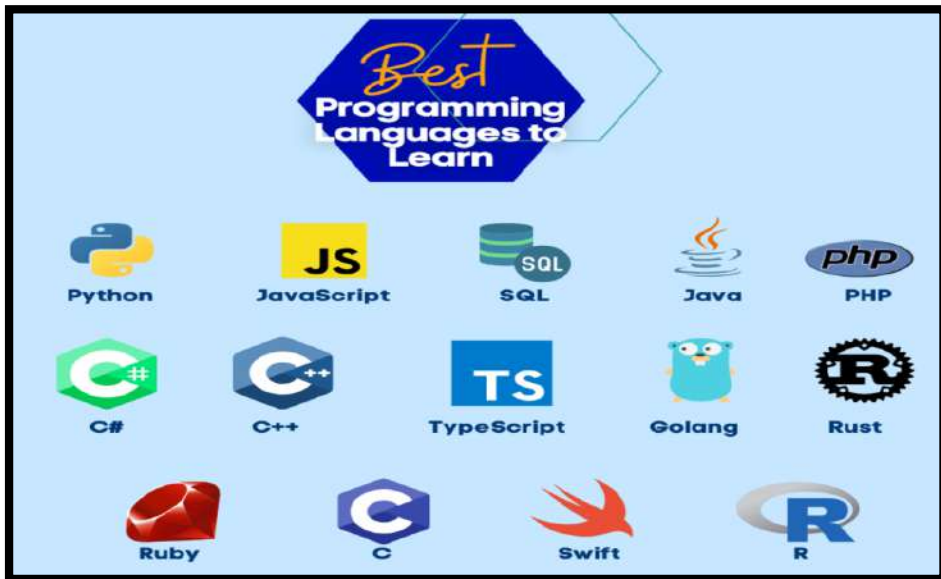 Best
Programming
Languages to
Learn
JS
SQL
php
Python
JavaScript
SQL
Java
PHP
C#
C++
TS
R
C#
C++
TypeScript
Golang
Rust
C
R
Ruby
C
Swift
R